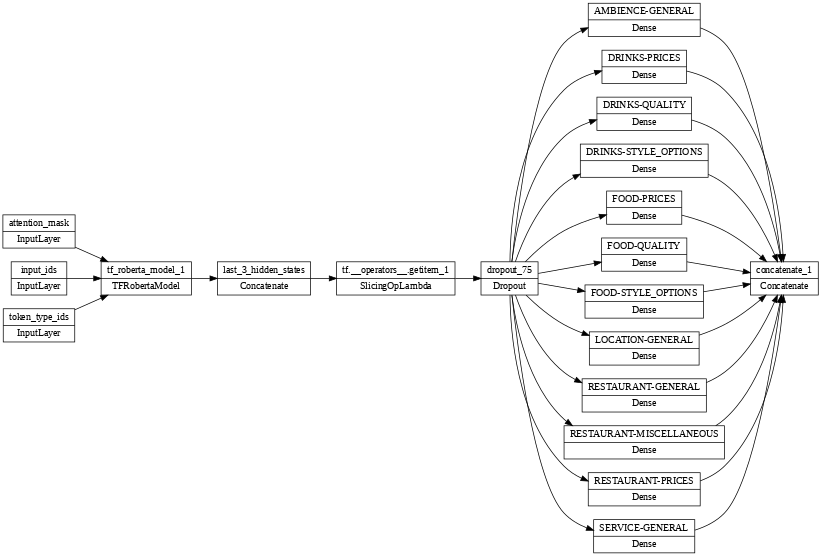 attention_mask
InputLayer
input_ids
InputLayer
token_type_ids
InputLayer
tf_roberta_model_1
TFRobertaModel
last_3_hidden_states
Concatenate
tf.__operators__.getitem_1
SlicingOpLambda
dropout_75
Dropout
AMBIENCE-GENERAL
Dense
DRINKS-PRICES
Dense
DRINKS-QUALITY
Dense
DRINKS-STYLE_OPTIONS
Dense
FOOD-PRICES
Dense
FOOD-QUALITY
Dense
FOOD-STYLE_OPTIONS
Dense
LOCATION-GENERAL
Dense
RESTAURANT-GENERAL
Dense
RESTAURANT-MISCELLANEOUS
Dense
RESTAURANT-PRICES
Dense
SERVICE-GENERAL
Dense
concatenate_1
Concatenate